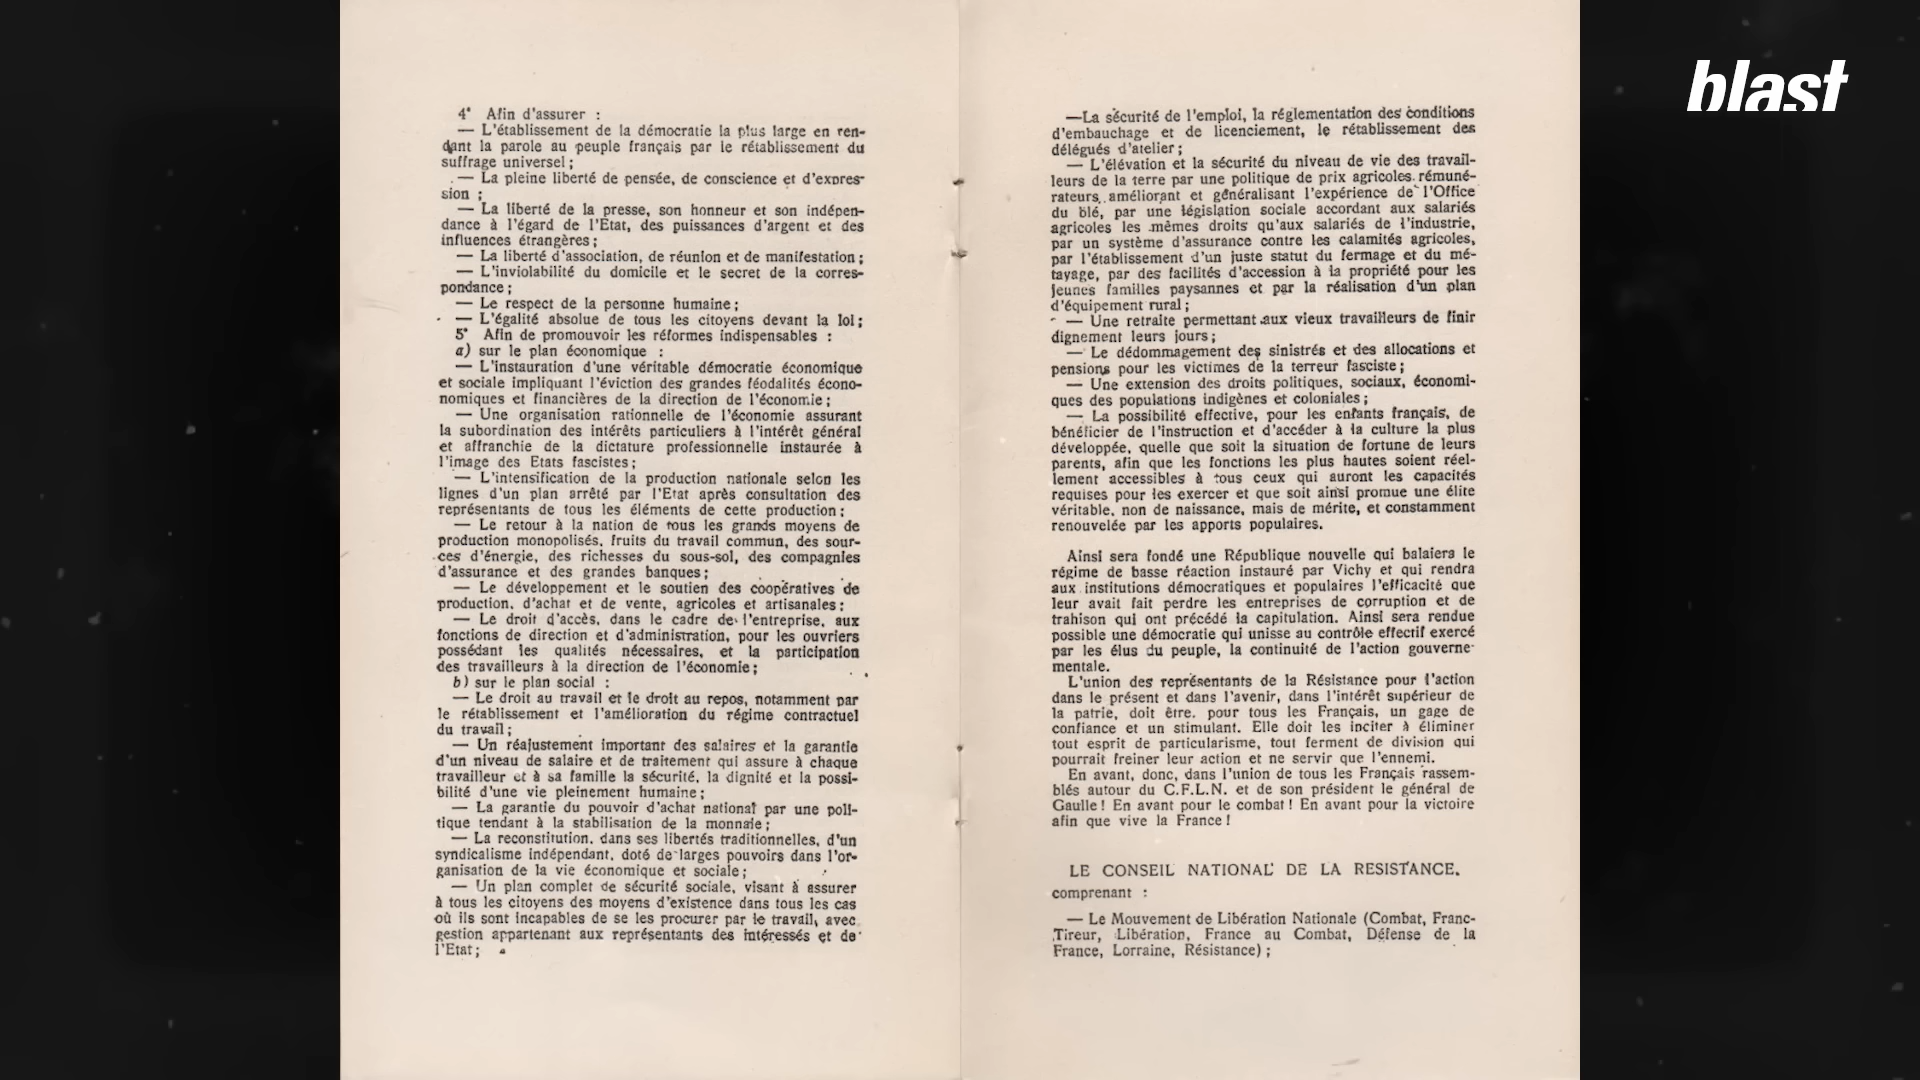 4° Afin d'assurer :
— L'établissement de la démocratie la plus large en ren-
dant la parole au peuple français par le rétablissement du
suffrage universel ;
— La pleine liberté de pensée, de conscience et d'expres-
sion ;
— La liberté de la presse, son honneur et son indépen-
dance à l'égard de l'Etat, des puissances d'argent et des
influences étrangères ;
— La liberté d'association, de réunion et de manifestation ;
— L'inviolabilité du domicile et le secret de la corres-
pondance ;
— Le respect de la personne humaine ;
— L'égalité absolue de tous les citoyens devant la loi ;
5° Afin de promouvoir les réformes indispensables :
a) sur le plan économique :
— L'instauration d'une véritable démocratie économique
et sociale impliquant l'éviction des grandes féodalités écono-
nomiques et financières de la direction de l'économie ;
— Une organisation rationnelle de l'économie assurant
la subordination des intérêts particuliers à l'intérêt général
et affranchie de la dictature professionnelle instaurée à
l'image des Etats fascistes ;
— L'intensification de la production nationale selon les
lignes d'un plan arrêté par l'Etat après consultation des
représentants de tous les éléments de cette production ;
— Le retour à la nation de tous les grands moyens de
production monopolisés, fruits du travail commun, des sour-
ces d'énergie, des richesses du sous-sol, des compagnies
d'assurance et des grandes banques ;
— Le développement et le soutien des coopératives de
production, d'achat et de vente, agricoles et artisanales ;
— Le droit d'accès, dans le cadre de l'entreprise, aux
fonctions de direction et d'administration, pour les ouvriers
possédant les qualités nécessaires, et la participation
des travailleurs à la direction de l'économie ;
b) sur le plan social :
— Le droit au travail et le droit au repos, notamment par
le rétablissement et l'amélioration du régime contractuel
du travail ;
— Un réajustement important des salaires et la garantie
d'un niveau de salaire et de traitement qui assure à chaque
travailleur et à sa famille la sécurité, la dignité et la possi-
bilité d'une vie pleinement humaine ;
— La garantie du pouvoir d'achat national par une poli-
tique tendant à la stabilisation de la monnaie ;
— La reconstitution, dans ses libertés traditionnelles, d'un
syndicalisme indépendant, doté de larges pouvoirs dans l'or-
ganisation de la vie économique et sociale ;
— Un plan complet de sécurité sociale, visant à assurer
à tous les citoyens des moyens d'existence dans tous les cas
où ils sont incapables de se les procurer par le travail, avec
gestion appartenant aux représentants des intéressés et de
l'Etat ;
—La sécurité de l'emploi, la réglementation des conditions
d'embauchage et de licenciement, le rétablissement des
délégués d'atelier ;
— L'élévation et la sécurité du niveau de vie des travail-
leurs de la terre par une politique de prix agricoles rémuné-
rateurs, améliorant et généralisant l'expérience de l'Office
du blé, par une législation sociale accordant aux salariés
agricoles les mêmes droits qu'aux salariés de l'industrie,
par un système d'assurance contre les calamités agricoles,
par l'établissement d'un juste statut du fermage et du mé-
tayage, par des facilités d'accession à la propriété pour les
jeunes familles paysannes et par la réalisation d'un plan
d'équipement rural ;
— Une retraite permettant aux vieux travailleurs de finir
dignement leurs jours ;
— Le dédommagement des sinistrés et des allocations et
pensions pour les victimes de la terreur fasciste ;
— Une extension des droits politiques, sociaux, économi-
ques des populations indigènes et coloniales ;
— La possibilité effective, pour les enfants français, de
bénéficier de l'instruction et d'accéder à la culture la plus
développée, quelle que soit la situation de fortune de leurs
parents, afin que les fonctions les plus hautes soient réel-
lement accessibles à tous ceux qui auront les capacités
requises pour les exercer et que soit ainsi promue une élite
véritable, non de naissance, mais de mérite, et constamment
renouvelée par les apports populaires.
Ainsi sera fondé une République nouvelle qui balaiera le
régime de basse réaction instauré par Vichy et qui rendra
aux institutions démocratiques et populaires l'efficacité que
leur avait fait perdre les entreprises de corruption et de
trahison qui ont précédé la capitulation. Ainsi sera rendue
possible une démocratie qui unisse au contrôle effectif exercé
par les élus du peuple, la continuité de l'action gouverne-
mentale.
L'union des représentants de la Résistance pour l'action
dans le présent et dans l'avenir, dans l'intérêt supérieur de
la patrie, doit être, pour tous les Français, un gage de
confiance et un stimulant. Elle doit les inciter à éliminer
tout esprit de particularisme, tout ferment de division qui
pourrait freiner leur action et ne servir que l'ennemi.
En avant, donc, dans l'union de tous les Français rassem-
blés autour du C.F.L.N. et de son président le général de
Gaulle ! En avant pour le combat ! En avant pour la victoire
afin que vive la France !
LE CONSEIL NATIONAL DE LA RESISTANCE,
comprenant :
— Le Mouvement de Libération Nationale (Combat, Franc-
Tireur, Libération, France au Combat, Défense de la
France, Lorraine, Résistance) ;
blast